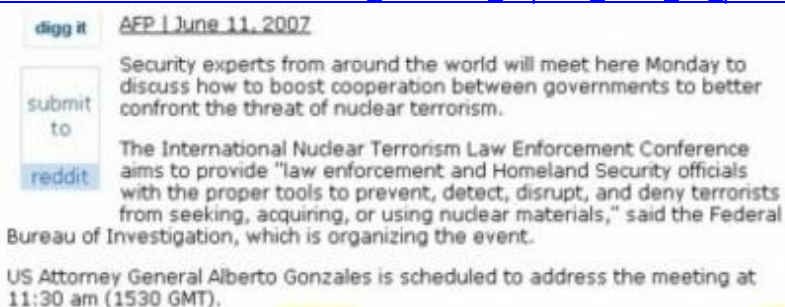 digg it
AFP | June 11, 2007
submit
to
reddit
Security experts from around the world will meet here Monday to
discuss how to boost cooperation between governments to better
confront the threat of nuclear terrorism.
The International Nuclear Terrorism Law Enforcement Conference
aims to provide "law enforcement and Homeland Security officials
with the proper tools to prevent, detect, disrupt, and deny terrorists
from seeking, acquiring, or using nuclear materials," said the Federal
Bureau of Investigation, which is organizing the event.
US Attorney General Alberto Gonzales is scheduled to address the meeting at
11:30 am (1530 GMT).